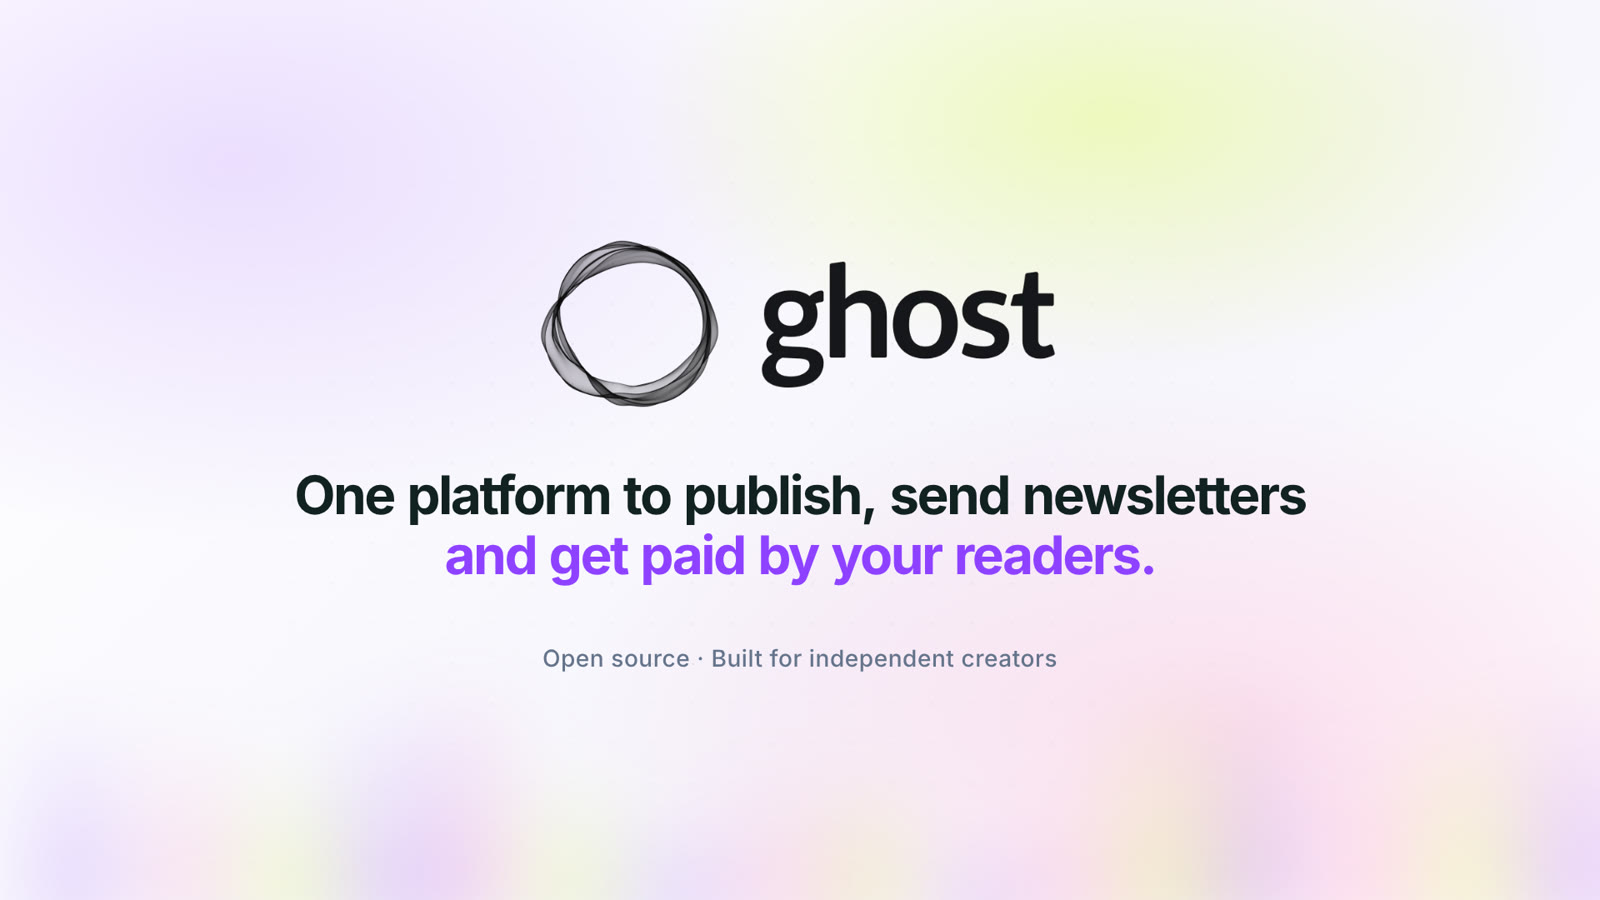 ghost
One platform to publish, send newsletters
and get paid by your readers.
Open source · Built for independent creators